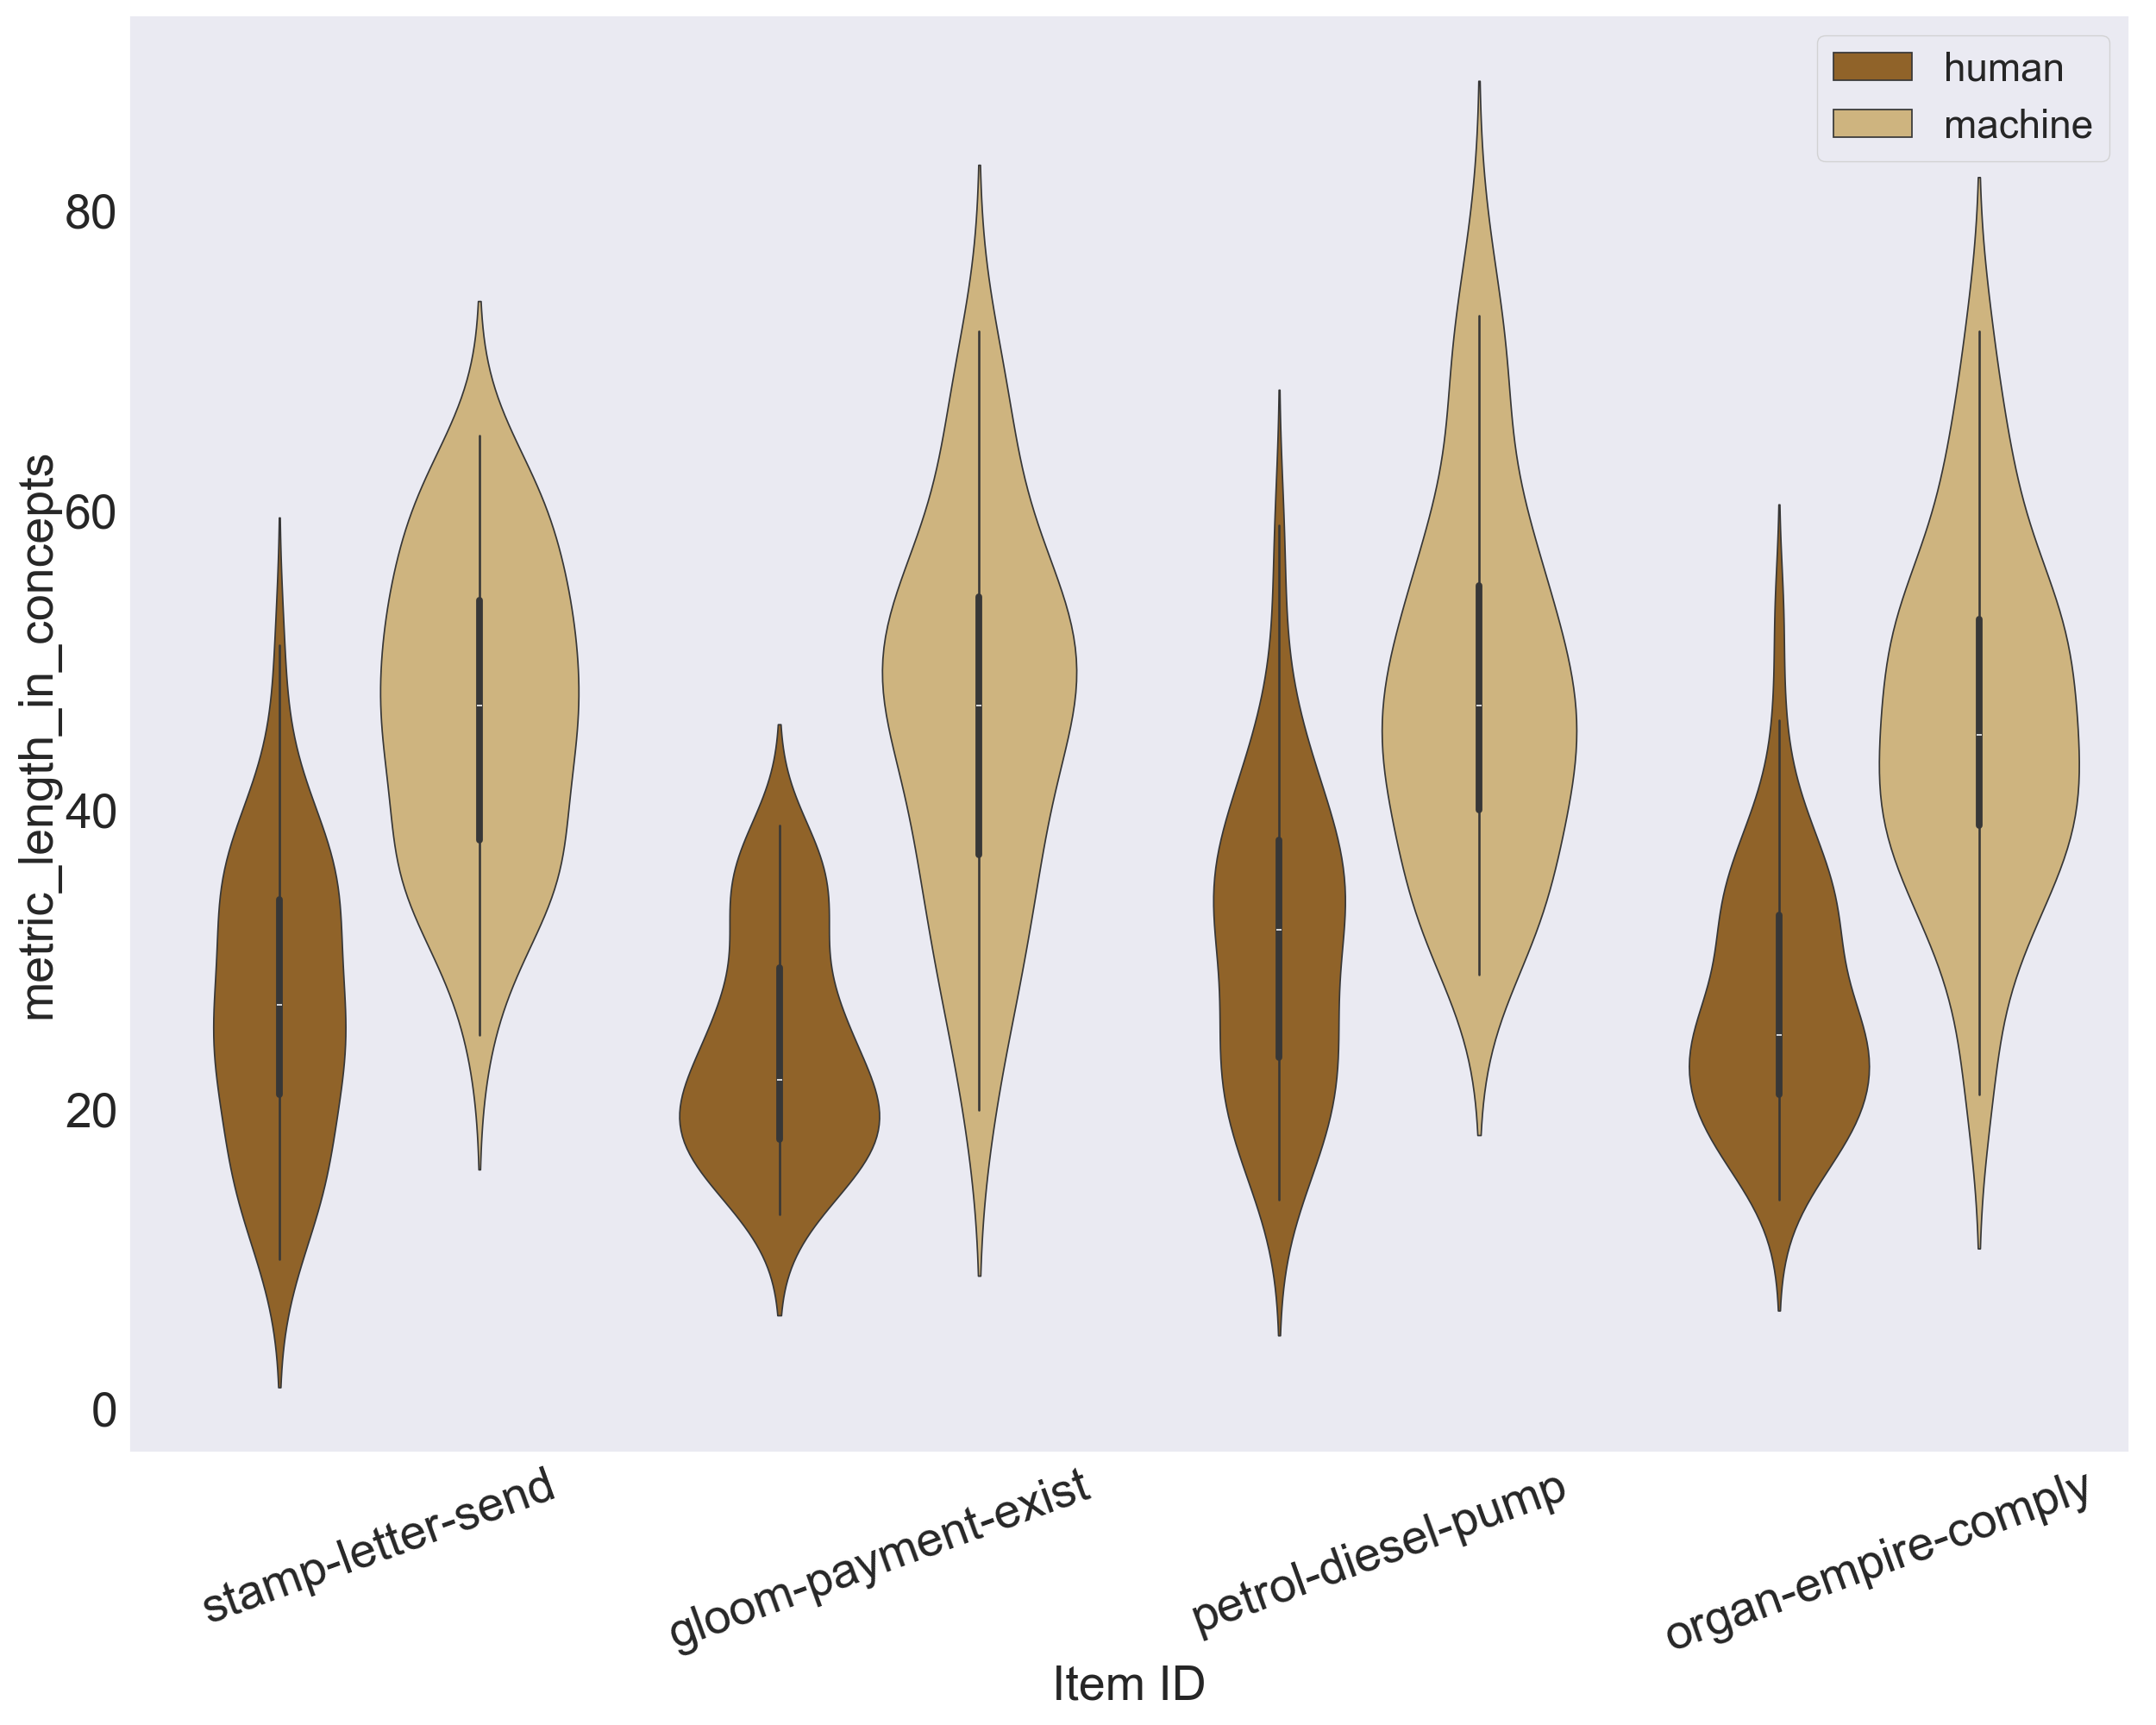 human
machine
80
60
40
20
0
metric_length_in_concepts
stamp-letter-send
gloom-payment-exist
petrol-diesel-pump
organ-empire-comply
Item ID